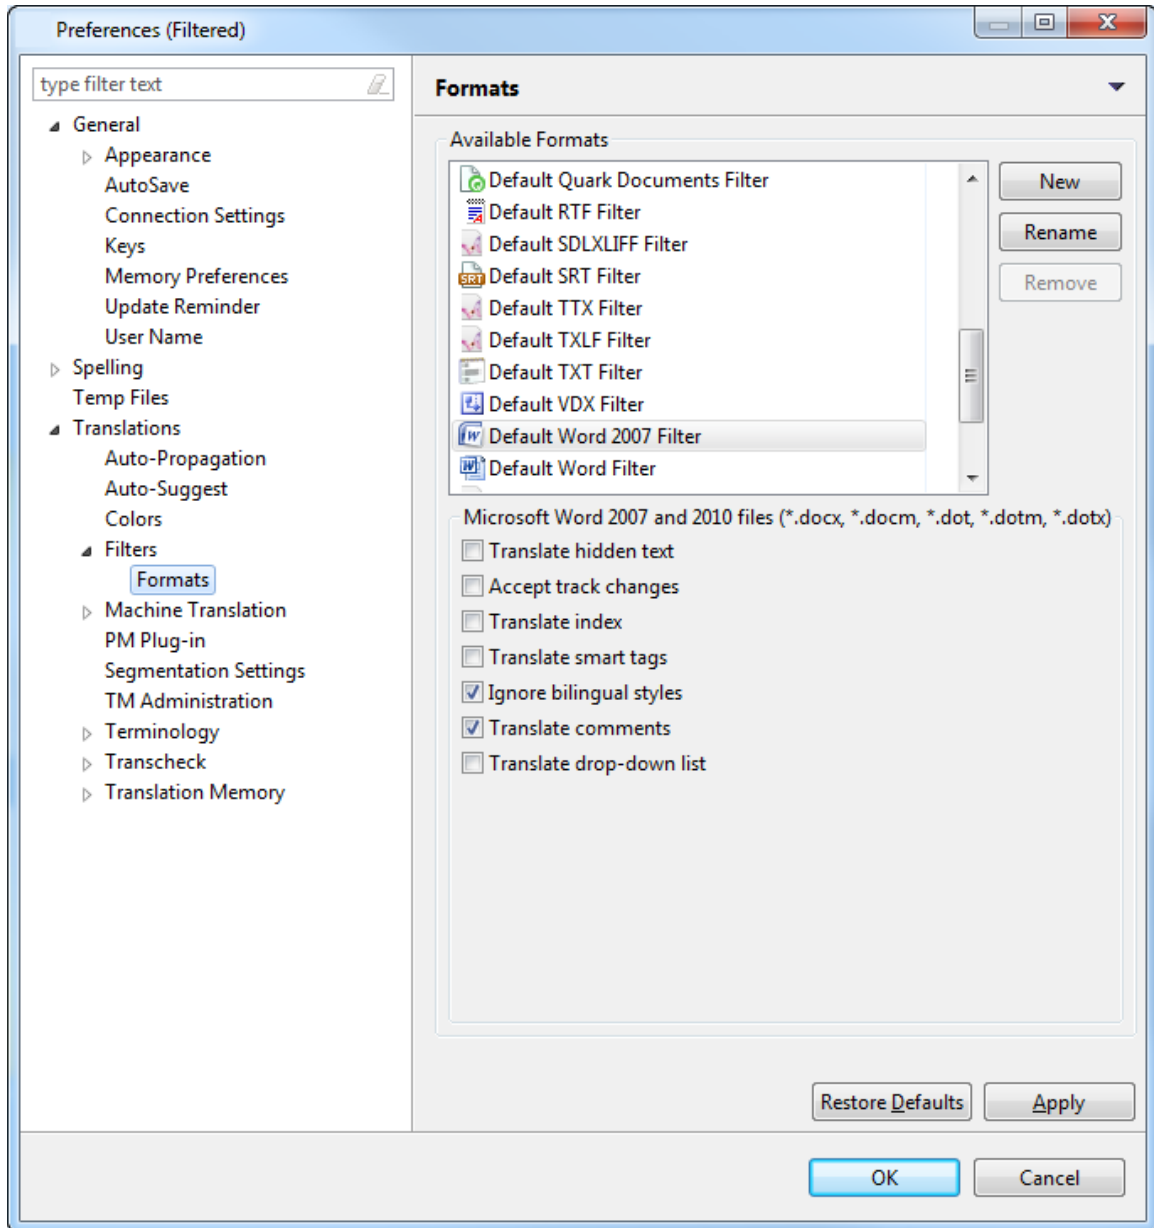 Preferences (Filtered)
type filter text
General
Appearance
AutoSave
Connection Settings
Keys
Memory Preferences
Update Reminder
User Name
Spelling
Temp Files
Translations
Auto-Propagation
Auto-Suggest
Colors
Filters
Formats
Machine Translation
PM Plug-in
Segmentation Settings
TM Administration
Terminology
Transcheck
Translation Memory
Formats
Available Formats
Default Quark Documents Filter
Default RTF Filter
Default SDLXLIFF Filter
SRT Default SRT Filter
Default TTX Filter
Default TXLF Filter
Default TXT Filter
Default VDX Filter
Default Word 2007 Filter
Default Word Filter
New
Rename
Remove
Microsoft Word 2007 and 2010 files (*.docx, *.docm, *.dot, *.dotm, *.dotx)
Translate hidden text
Accept track changes
Translate index
Translate smart tags
Ignore bilingual styles
Translate comments
Translate drop-down list
Restore Defaults
Apply
OK
Cancel